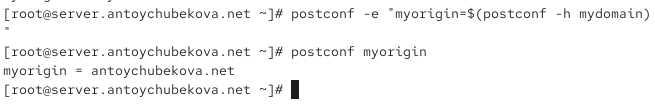 [root@server.antoychubekova.net ~]# postconf -e "myorigin=$(postconf -h mydomain)
"
[root@server.antoychubekova.net ~]# postconf myorigin
myorigin = antoychubekova.net
[root@server.antoychubekova.net ~]#